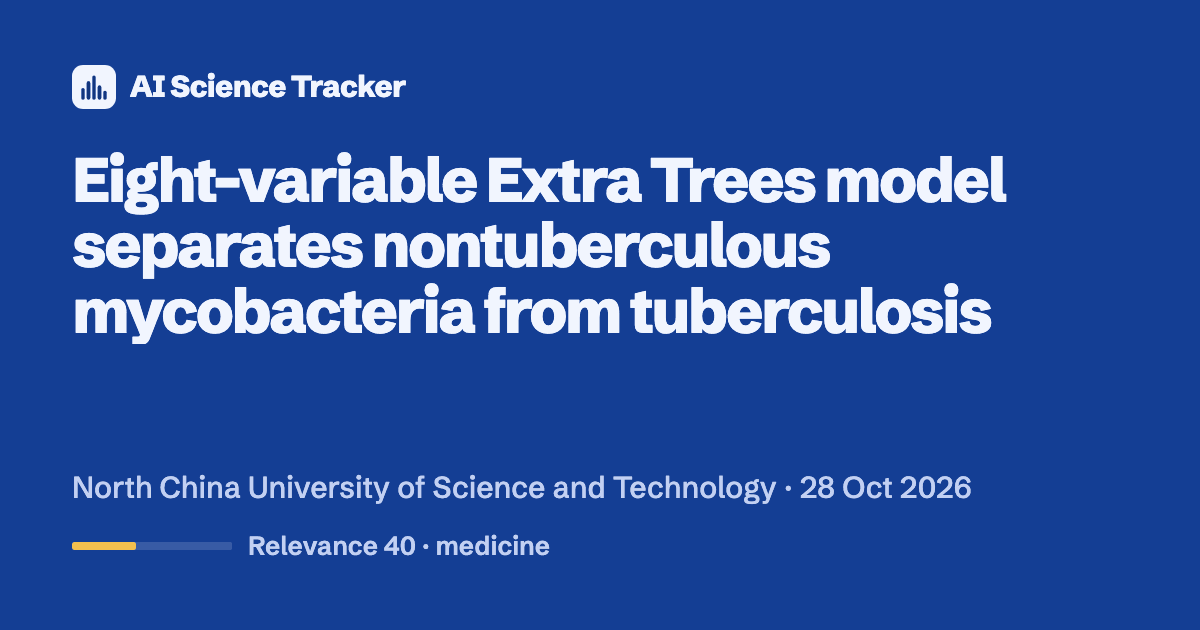 AI Science Tracker
Eight-variable Extra Trees model
separates nontuberculous
mycobacteria from tuberculosis
North China University of Science and Technology · 28 Oct 2026
Relevance 40 · medicine